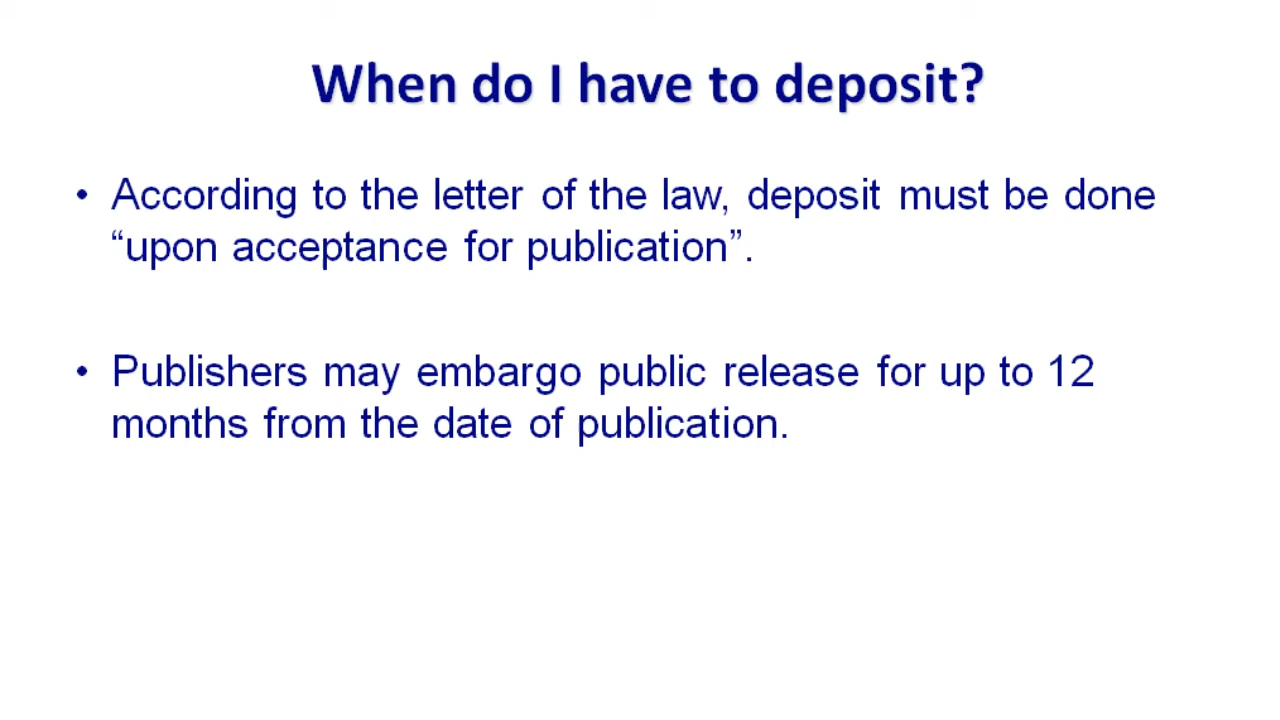 When do I have to deposit?
• According to the letter of the law, deposit must be done
“upon acceptance for publication”.
• Publishers may embargo public release for up to 12
months from the date of publication.